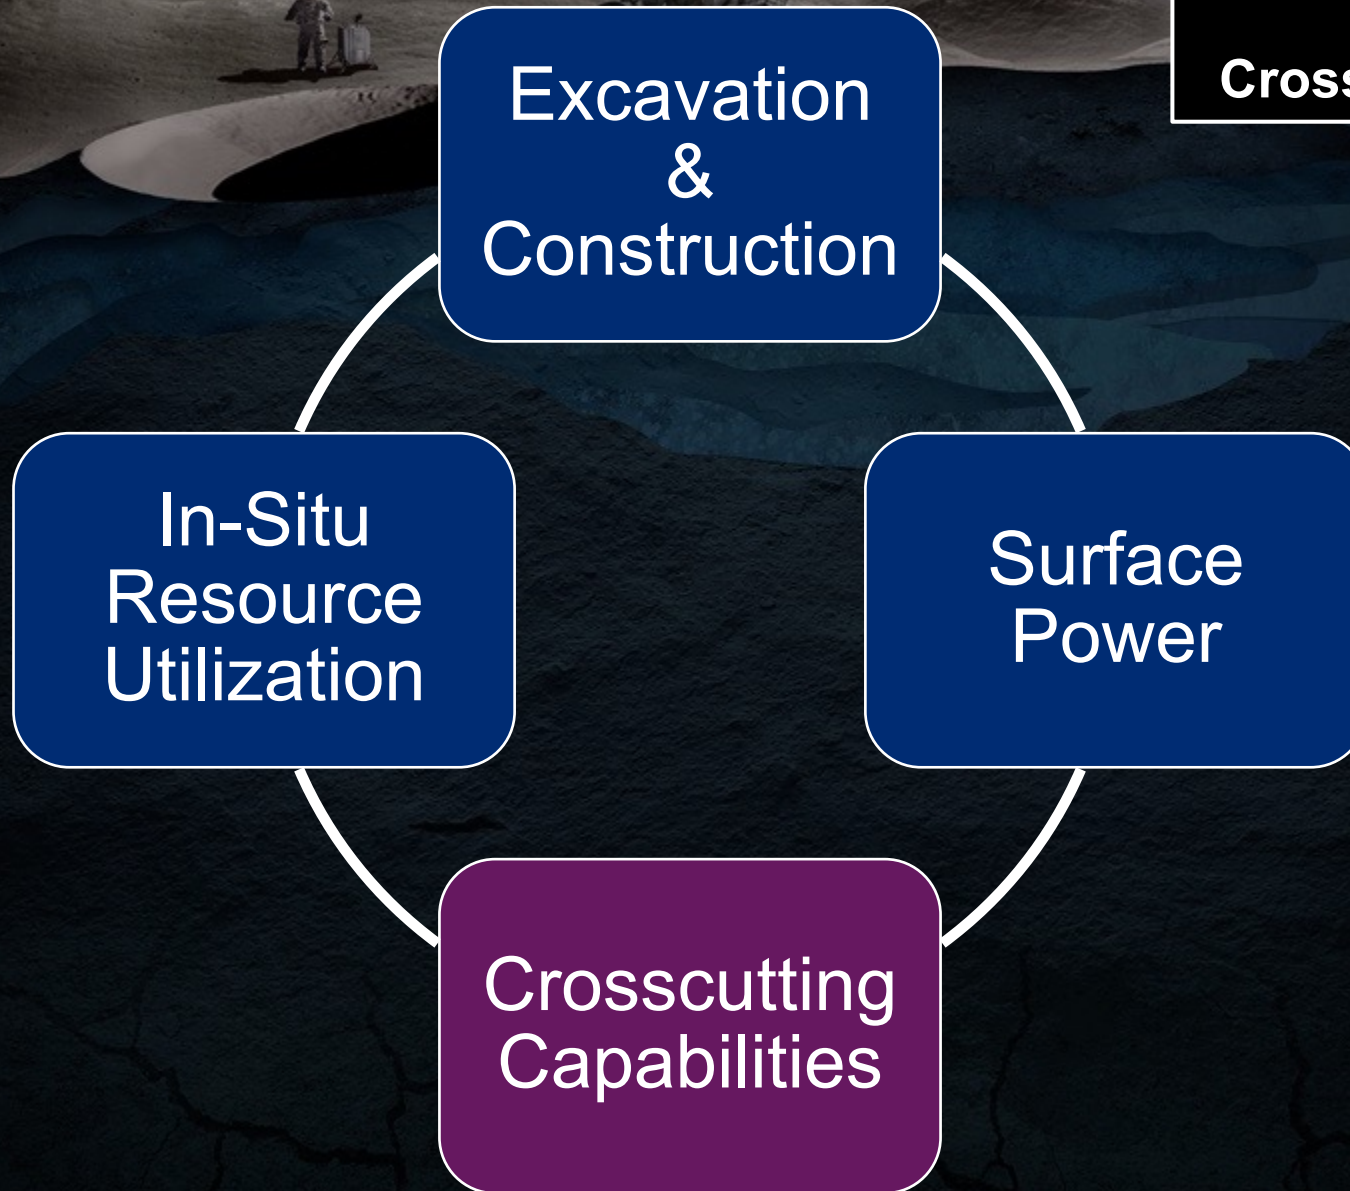 Excavation
&
Construction
In-Situ
Resource
Utilization
Surface
Power
Crosscutting
Capabilities